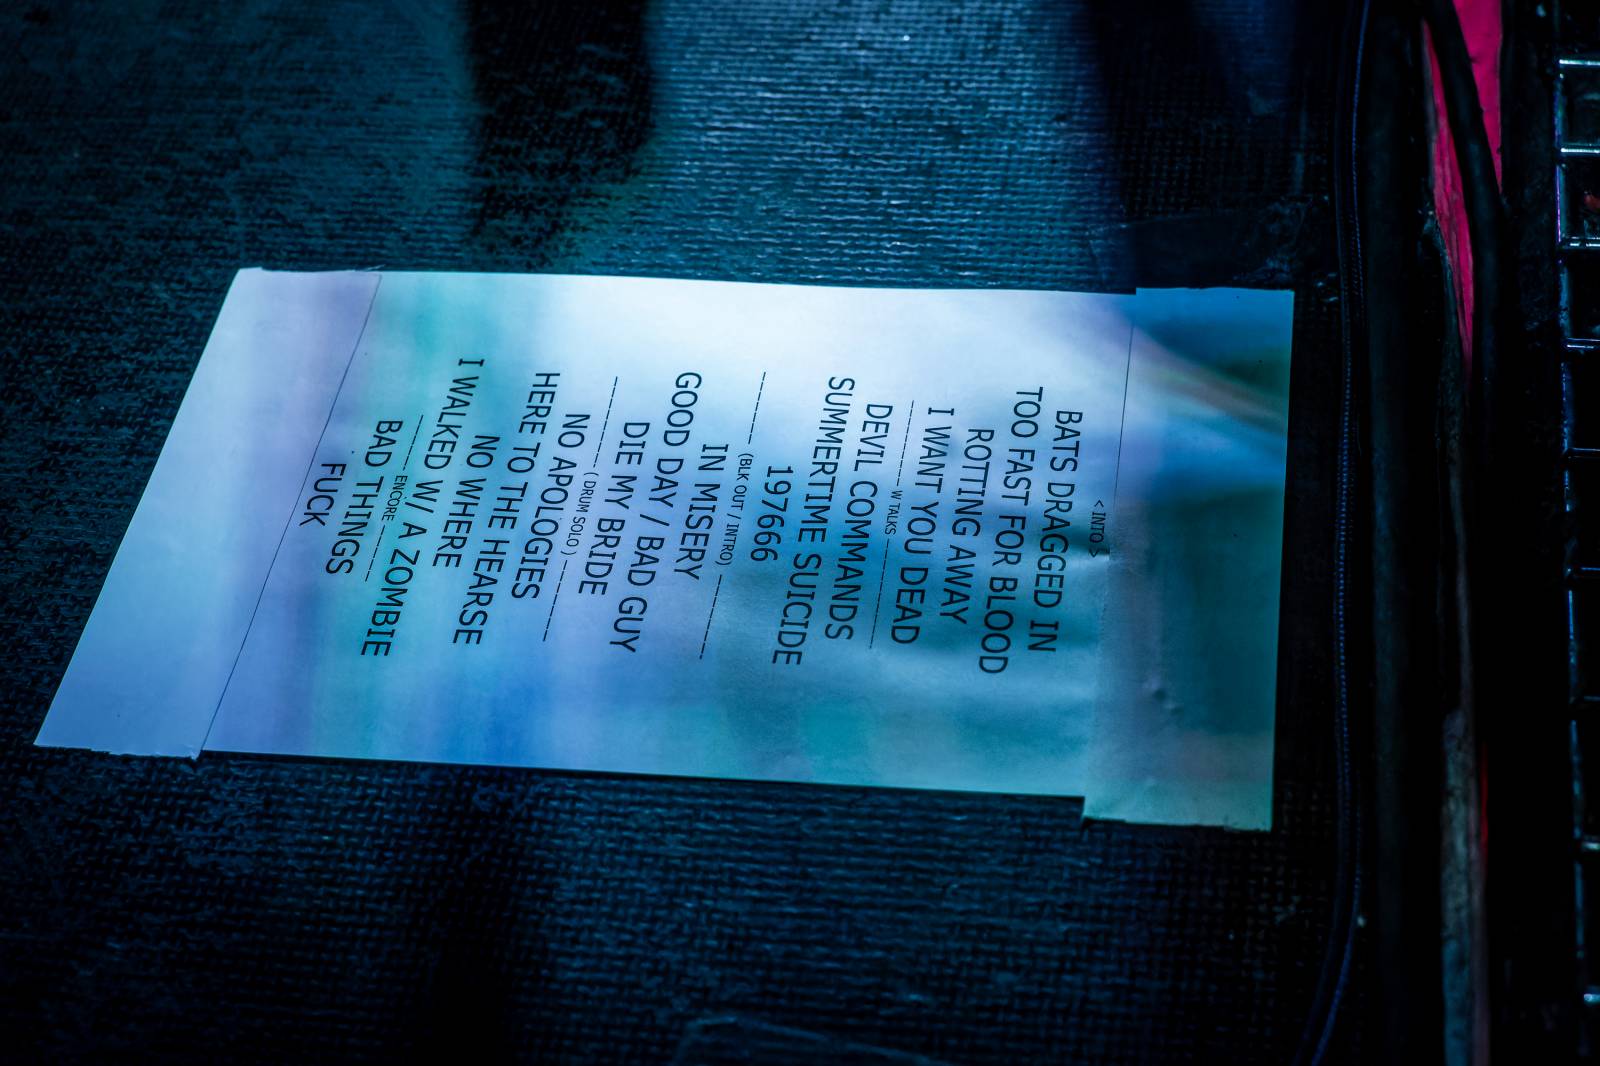 < INTO >
BATS DRAGGED IN
TOO FAST FOR BLOOD
ROTTING AWAY
I WANT YOU DEAD
---------- W TALKS ----------
DEVIL COMMANDS
SUMMERTIME SUICIDE
197666
---------- (BLK OUT / INTRO) ----------
IN MISERY
GOOD DAY / BAD GUY
DIE MY BRIDE
---------- ( DRUM SOLO ) ----------
NO APOLOGIES
HERE TO THE HEARSE
NO WHERE
I WALKED W/ A ZOMBIE
------ ENCORE ------
BAD THINGS
FUCK